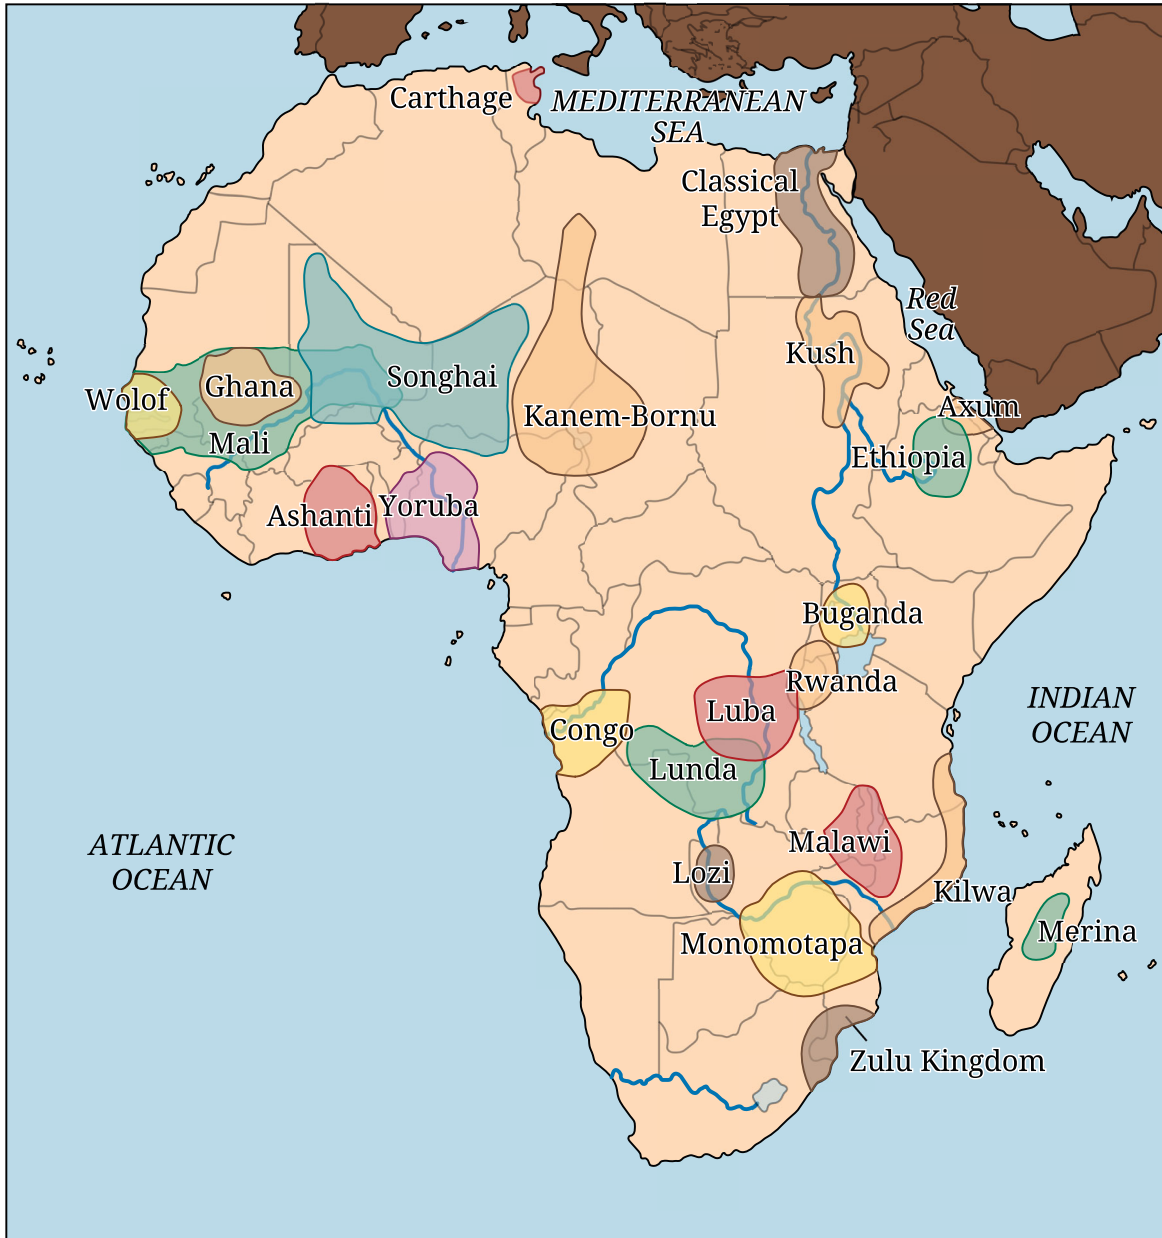 Carthage
MEDITERRANEAN
SEA
Classical
Egypt
Red
Sea
Kush
Songhai
Ghana
Wolof
Kanem-Bornu
Axum
Mali
Ethiopia
Yoruba
Ashanti
Buganda
Rwanda
INDIAN
OCEAN
Luba
Congo
Lunda
ATLANTIC
OCEAN
Malawi
Lozi
Kilwa
Merina
Monomotapa
Zulu Kingdom